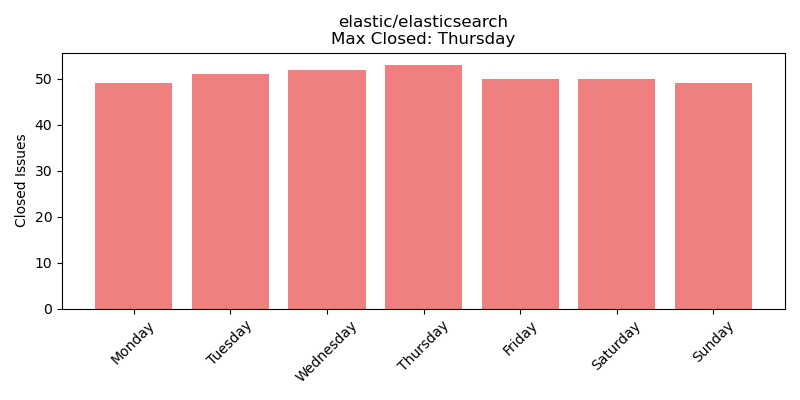 elastic/elasticsearch
Max Closed: Thursday
Closed Issues
50
40
30
20
10
0
Monday
Tuesday
Wednesday
Thursday
Friday
Saturday
Sunday